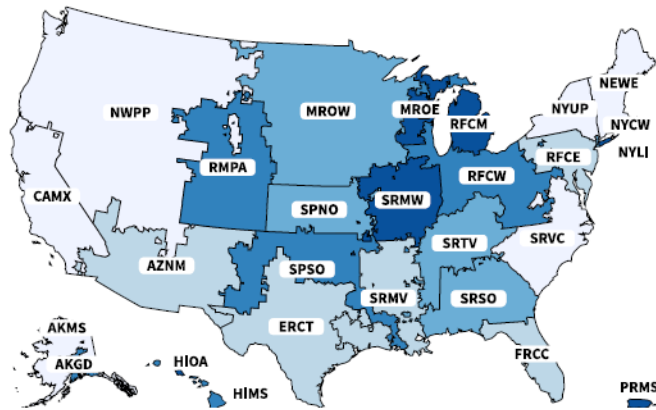 NEWE
NWPP
MROW
MROE
NYUP
RFCM
NYCW
NYLI
RFCE
RMPA
RFCW
CAMX
SPNO
SRMW
SRTV
SRVC
AZNM
SPSO
SRMV
SRSO
ERCT
AKMS
FRCC
HIOA
AKGD
HIMS
PRMS